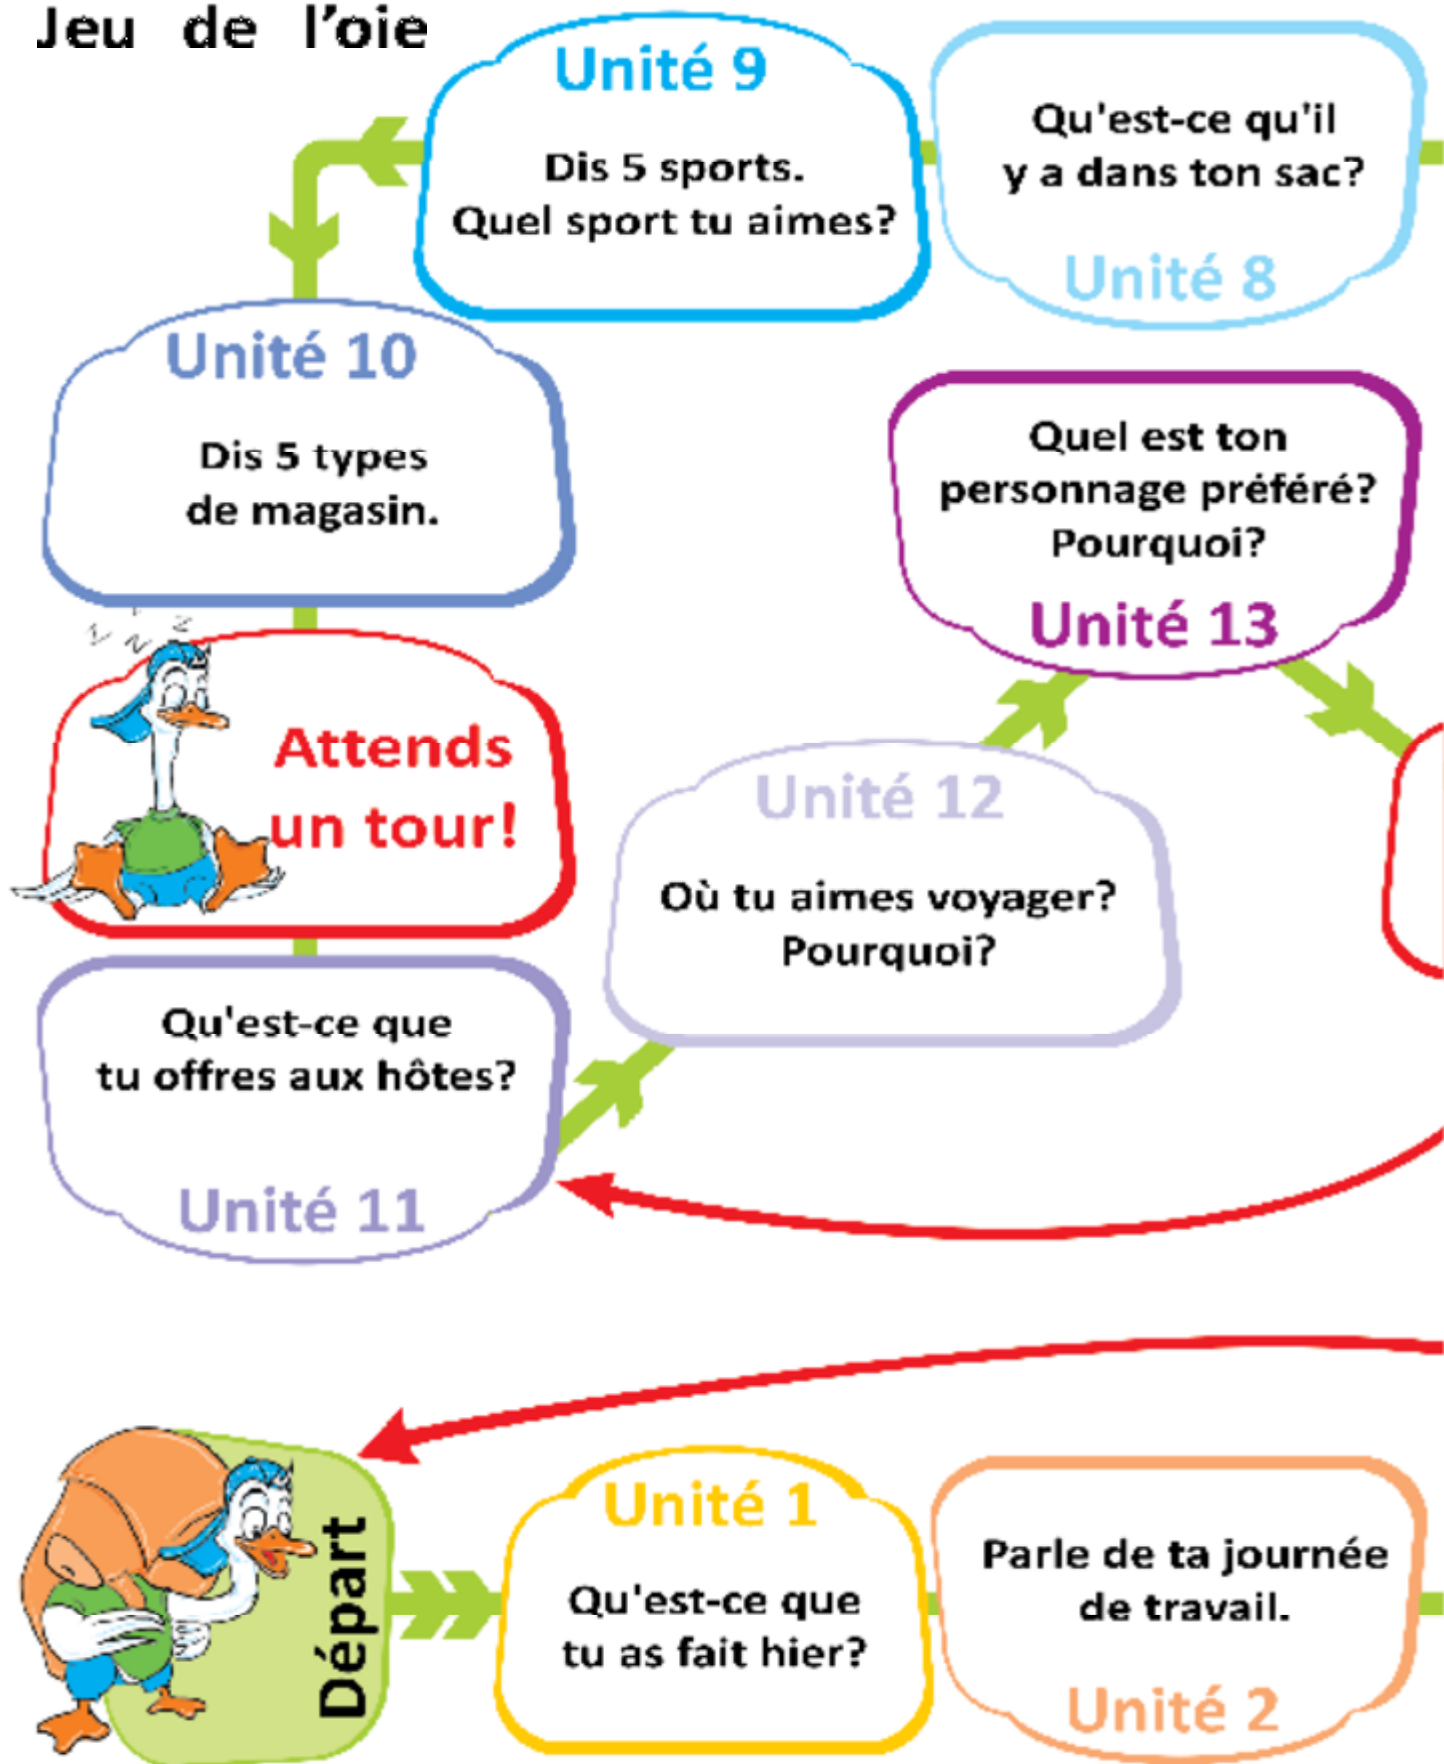 Jeu de l'oie
Unité 9
Dis 5 sports.
Quel sport tu aimes?
Qu'est-ce qu'il
y a dans ton sac?
Unité 8
Unité 10
Dis 5 types
de magasin.
Quel est ton
personnage préféré?
Pourquoi?
Unité 13
z z z
Attends
un tour!
Unité 12
Où tu aimes voyager?
Pourquoi?
Qu'est-ce que
tu offres aux hôtes?
Unité 11
Départ
Unité 1
Qu'est-ce que
tu as fait hier?
Parle de ta journée
de travail.
Unité 2